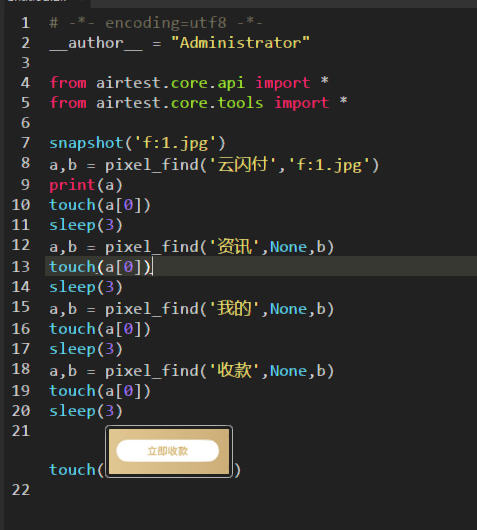 1 # -*- encoding=utf8 -*-
2 __author__ = "Administrator"
3
4 from airtest.core.api import *
5 from airtest.core.tools import *
6
7 snapshot('f:1.jpg')
8 a,b = pixel_find('云闪付','f:1.jpg')
9 print(a)
10 touch(a[0])
11 sleep(3)
12 a,b = pixel_find('资讯',None,b)
13 touch(a[0])
14 sleep(3)
15 a,b = pixel_find('我的',None,b)
16 touch(a[0])
17 sleep(3)
18 a,b = pixel_find('收款',None,b)
19 touch(a[0])
20 sleep(3)
21
touch(立即收款)
22